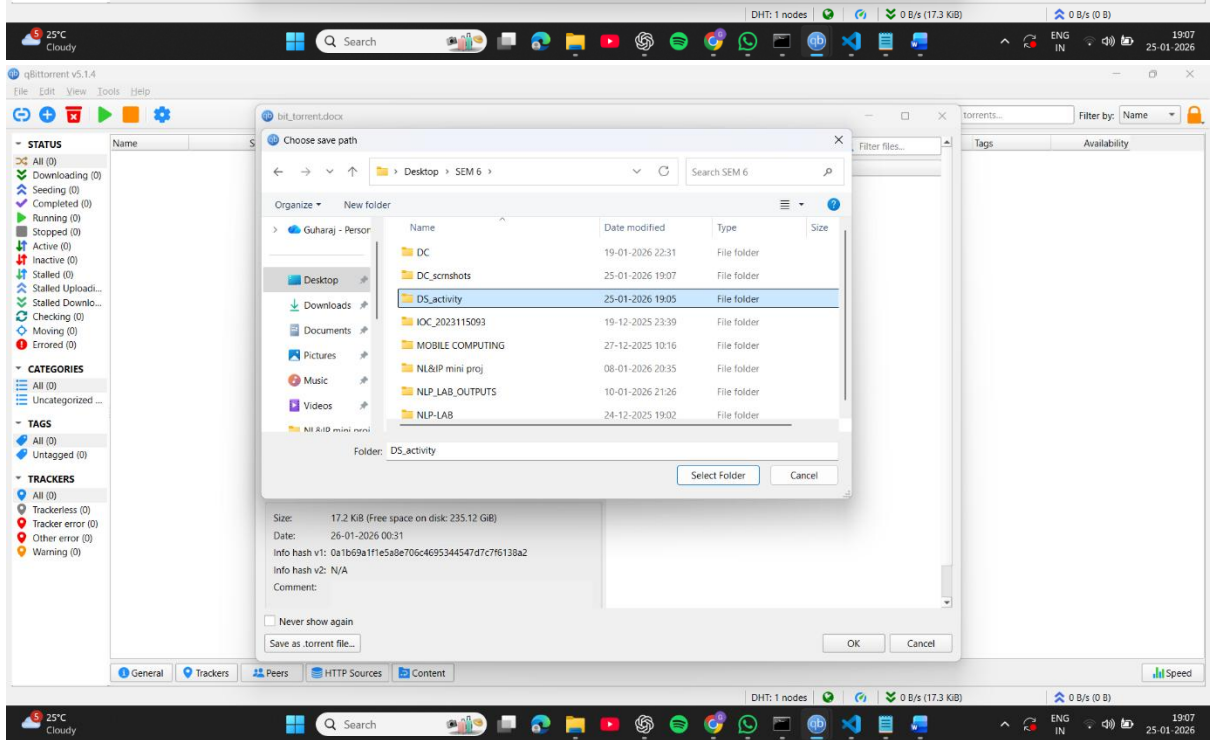 DHT: 1 nodes 0 B/s (17.3 KiB) 0 B/s (0 B)
5 25°C
Cloudy
Search
ENG
IN
19:07
25-01-2026
qBittorrent v5.1.4
File Edit View Tools Help
bit_torrent.docx
torrents...
Filter by: Name
STATUS
All (0)
Downloading (0)
Seeding (0)
Completed (0)
Running (0)
Stopped (0)
Active (0)
Inactive (0)
Stalled (0)
Stalled Uploadi...
Stalled Downlo...
Checking (0)
Moving (0)
Errored (0)
CATEGORIES
All (0)
Uncategorized ...
TAGS
All (0)
Untagged (0)
TRACKERS
All (0)
Trackerless (0)
Tracker error (0)
Other error (0)
Warning (0)
Name S Tags Availability
Filter files...
Choose save path
Desktop > SEM 6 >
Search SEM 6
Organize New folder
Guharaj - Person
Desktop
Downloads
Documents
Pictures
Music
Videos
NL&IP mini proj
Name Date modified Type Size
DC 19-01-2026 22:31 File folder
DC_scrnshots 25-01-2026 19:07 File folder
DS_activity 25-01-2026 19:05 File folder
IOC_2023115093 19-12-2025 23:39 File folder
MOBILE COMPUTING 27-12-2025 10:16 File folder
NL&IP mini proj 08-01-2026 20:35 File folder
NLP_LAB_OUTPUTS 10-01-2026 21:26 File folder
NLP-LAB 24-12-2025 19:02 File folder
Folder: DS_activity
Select Folder Cancel
Size: 17.2 KiB (Free space on disk: 235.12 GiB)
Date: 26-01-2026 00:31
Info hash v1: 0a1b69a1f1e5a8e706c4695344547d7c7f6138a2
Info hash v2: N/A
Comment:
Never show again
Save as .torrent file...
OK Cancel
General Trackers Peers HTTP Sources Content Speed
DHT: 1 nodes 0 B/s (17.3 KiB) 0 B/s (0 B)
25°C
Cloudy
Search
ENG
IN
19:07
25-01-2026